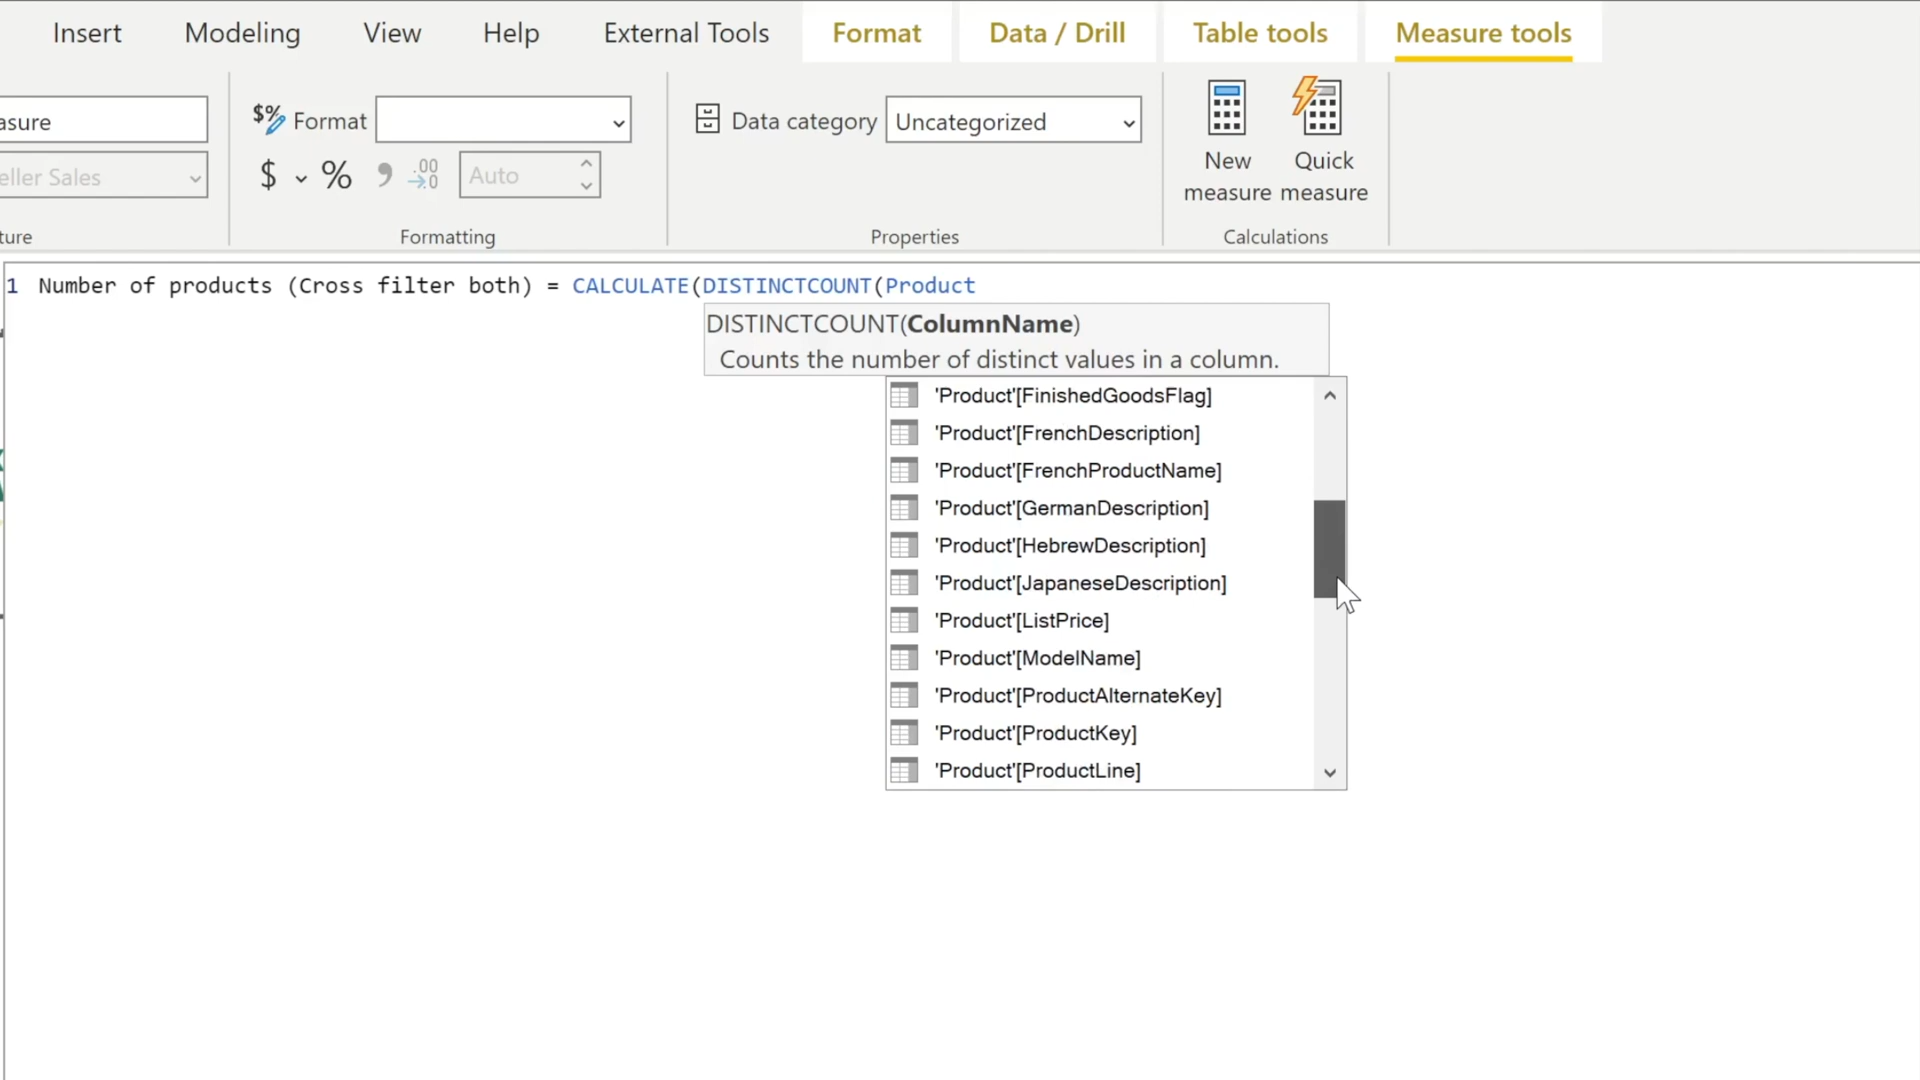 Insert Modeling View Help External Tools Format Data / Drill Table tools Measure tools
asure
$% Format
Data category Uncategorized
eller Sales
$ % , .00 →.0 Auto
New measure
Quick measure
ture Formatting Properties Calculations
1 Number of products (Cross filter both) = CALCULATE(DISTINCTCOUNT(Product
DISTINCTCOUNT(ColumnName)
Counts the number of distinct values in a column.
'Product'[FinishedGoodsFlag]
'Product'[FrenchDescription]
'Product'[FrenchProductName]
'Product'[GermanDescription]
'Product'[HebrewDescription]
'Product'[JapaneseDescription]
'Product'[ListPrice]
'Product'[ModelName]
'Product'[ProductAlternateKey]
'Product'[ProductKey]
'Product'[ProductLine]